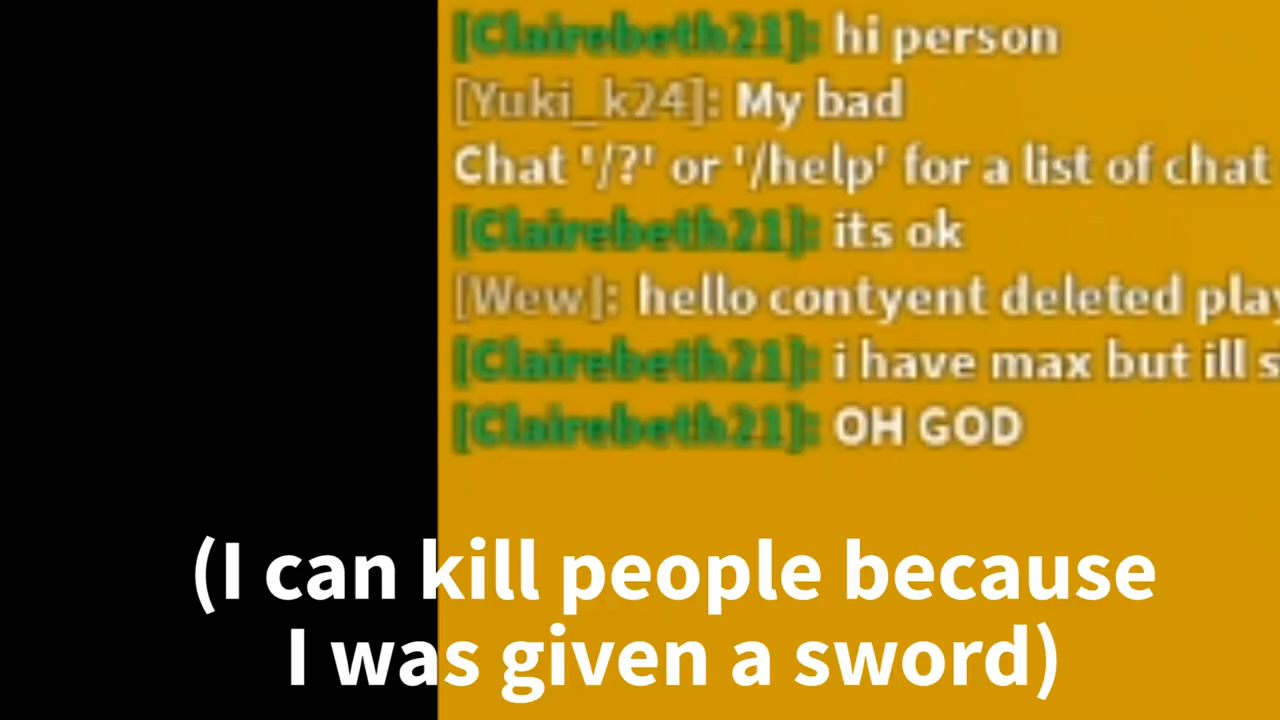 [Clairebeth21]: hi person
[Yuki_k24]: My bad
Chat '/?' or '/help' for a list of chat
[Clairebeth21]: its ok
[Wew]: hello contyent deleted play
[Clairebeth21]: i have max but ill s
[Clairebeth21]: OH GOD
(I can kill people because
I was given a sword)